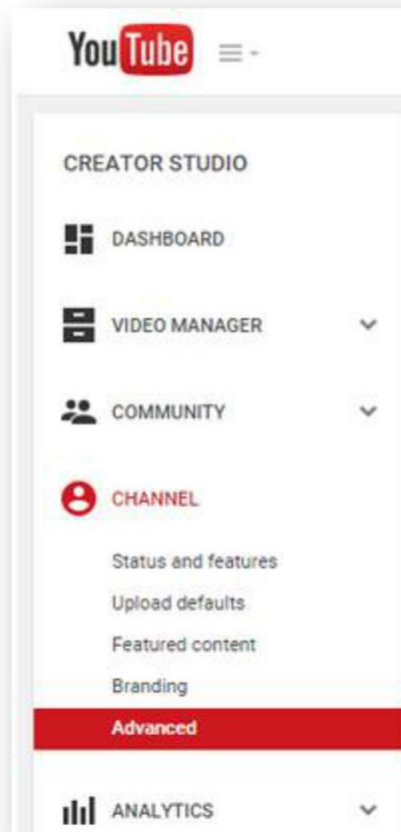 YouTube
CREATOR STUDIO
DASHBOARD
VIDEO MANAGER
COMMUNITY
CHANNEL
Status and features
Upload defaults
Featured content
Branding
Advanced
ANALYTICS